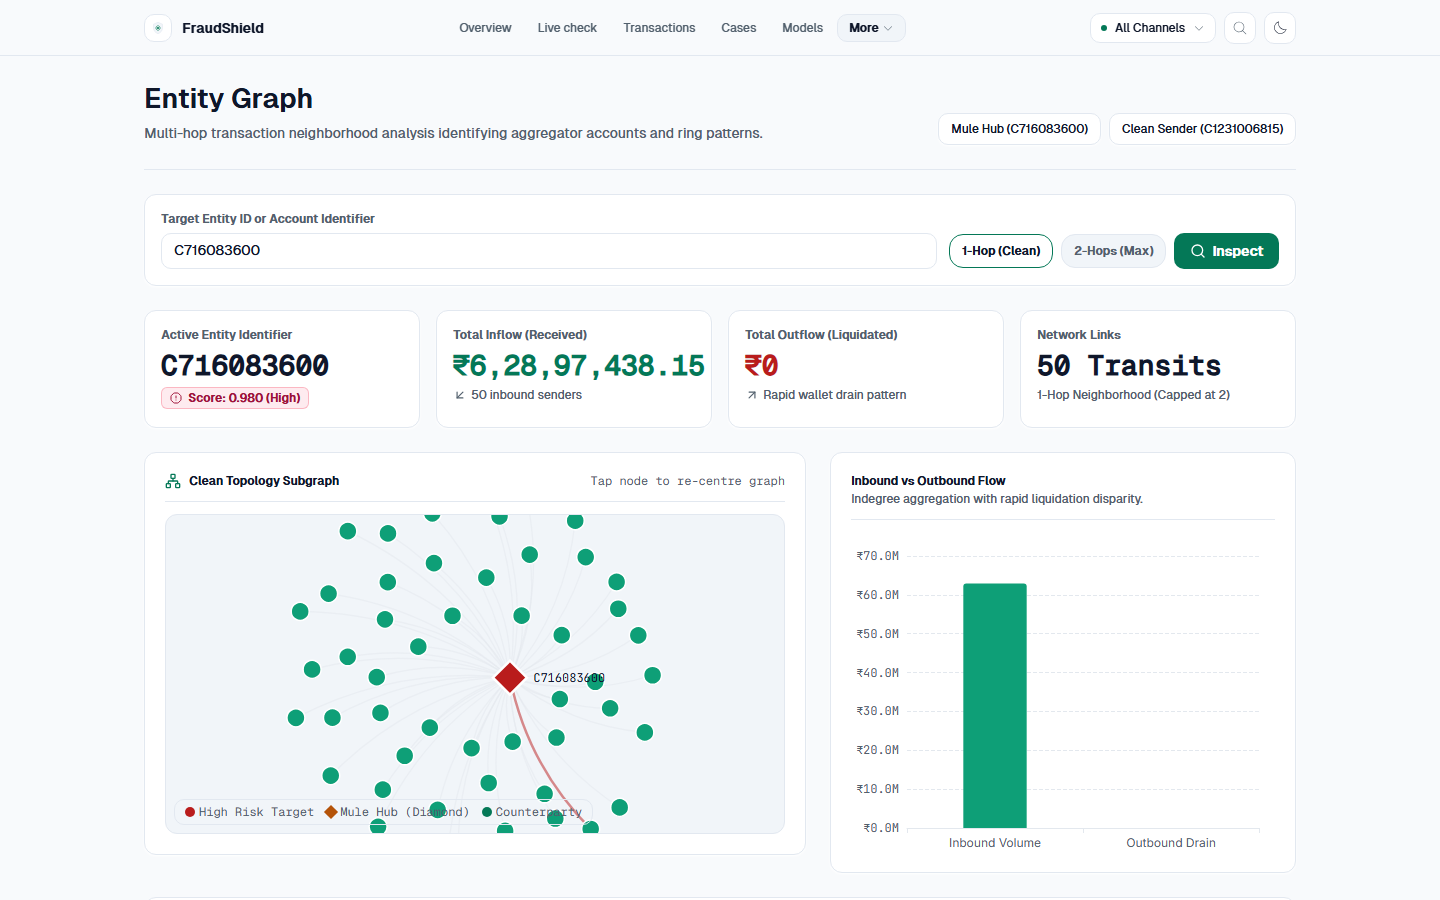 FraudShield
Overview
Live check
Transactions
Cases
Models
More
All Channels
Entity Graph
Multi-hop transaction neighborhood analysis identifying aggregator accounts and ring patterns.
Mule Hub (C716083600)
Clean Sender (C1231006815)
Target Entity ID or Account Identifier
C716083600
1-Hop (Clean)
2-Hops (Max)
Inspect
Active Entity Identifier
C716083600
Score: 0.980 (High)
Total Inflow (Received)
₹6,28,97,438.15
50 inbound senders
Total Outflow (Liquidated)
₹0
Rapid wallet drain pattern
Network Links
50 Transits
1-Hop Neighborhood (Capped at 2)
Clean Topology Subgraph
Tap node to re-centre graph
C716083600
High Risk Target
Mule Hub (Diamond)
Counterparty
Inbound vs Outbound Flow
Indegree aggregation with rapid liquidation disparity.
₹70.0M
₹60.0M
₹50.0M
₹40.0M
₹30.0M
₹20.0M
₹10.0M
₹0.0M
Inbound Volume
Outbound Drain